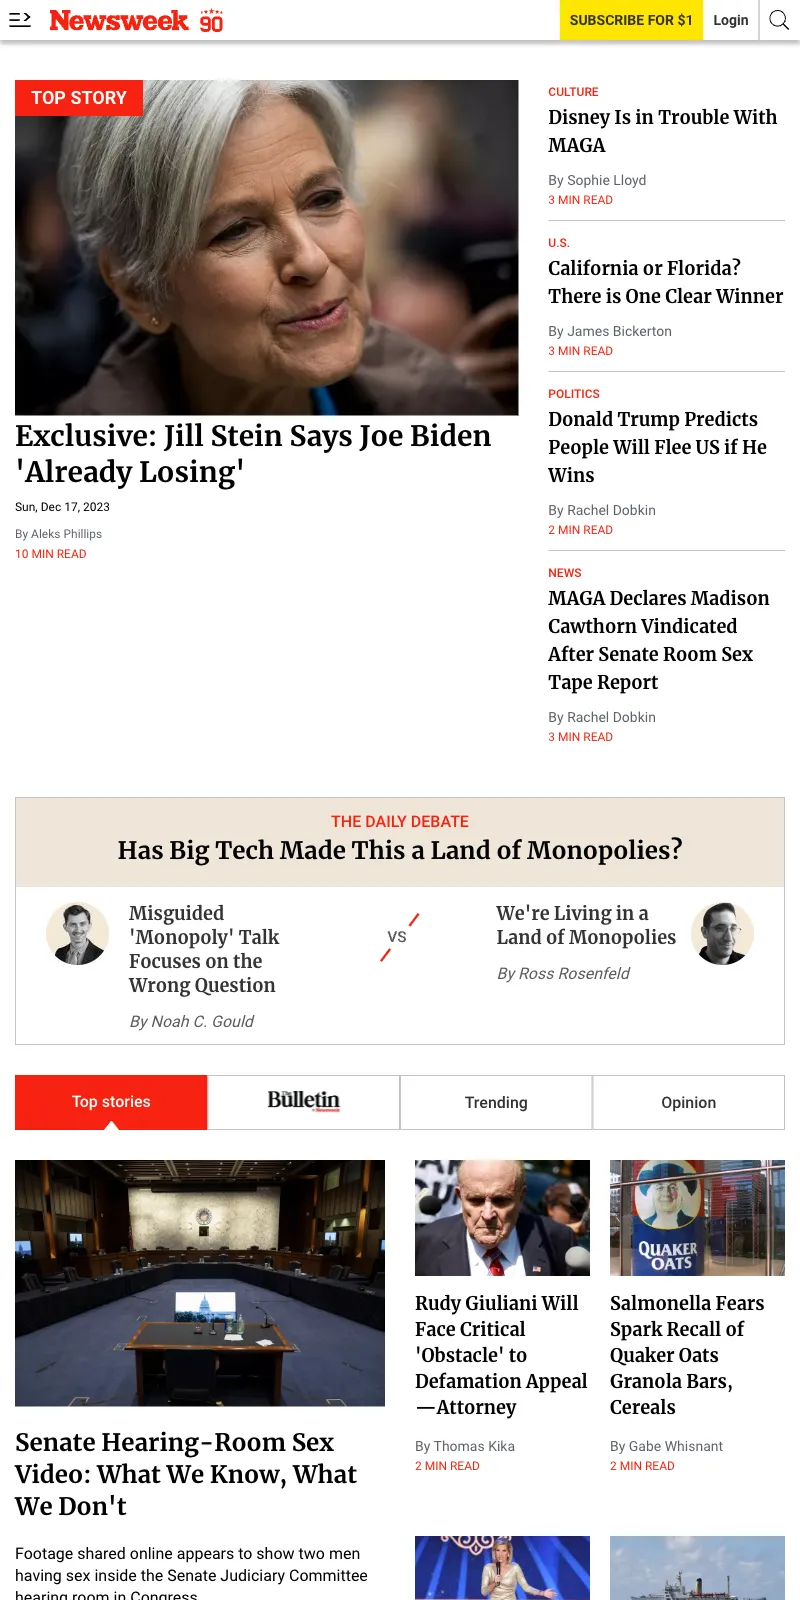 Newsweek 90
SUBSCRIBE FOR $1
Login
TOP STORY
Exclusive: Jill Stein Says Joe Biden
'Already Losing'
Sun, Dec 17, 2023
By Aleks Phillips
10 MIN READ
CULTURE
Disney Is in Trouble With
MAGA
By Sophie Lloyd
3 MIN READ
U.S.
California or Florida?
There is One Clear Winner
By James Bickerton
3 MIN READ
POLITICS
Donald Trump Predicts
People Will Flee US if He
Wins
By Rachel Dobkin
2 MIN READ
NEWS
MAGA Declares Madison
Cawthorn Vindicated
After Senate Room Sex
Tape Report
By Rachel Dobkin
3 MIN READ
THE DAILY DEBATE
Has Big Tech Made This a Land of Monopolies?
Misguided
'Monopoly' Talk
Focuses on the
Wrong Question
By Noah C. Gould
VS
We're Living in a
Land of Monopolies
By Ross Rosenfeld
Top stories
The Bulletin
Trending
Opinion
Senate Hearing-Room Sex
Video: What We Know, What
We Don't
Footage shared online appears to show two men
having sex inside the Senate Judiciary Committee
hearing room in Congress
Rudy Giuliani Will
Face Critical
'Obstacle' to
Defamation Appeal
—Attorney
By Thomas Kika
2 MIN READ
QUAKER
OATS
Salmonella Fears
Spark Recall of
Quaker Oats
Granola Bars,
Cereals
By Gabe Whisnant
2 MIN READ